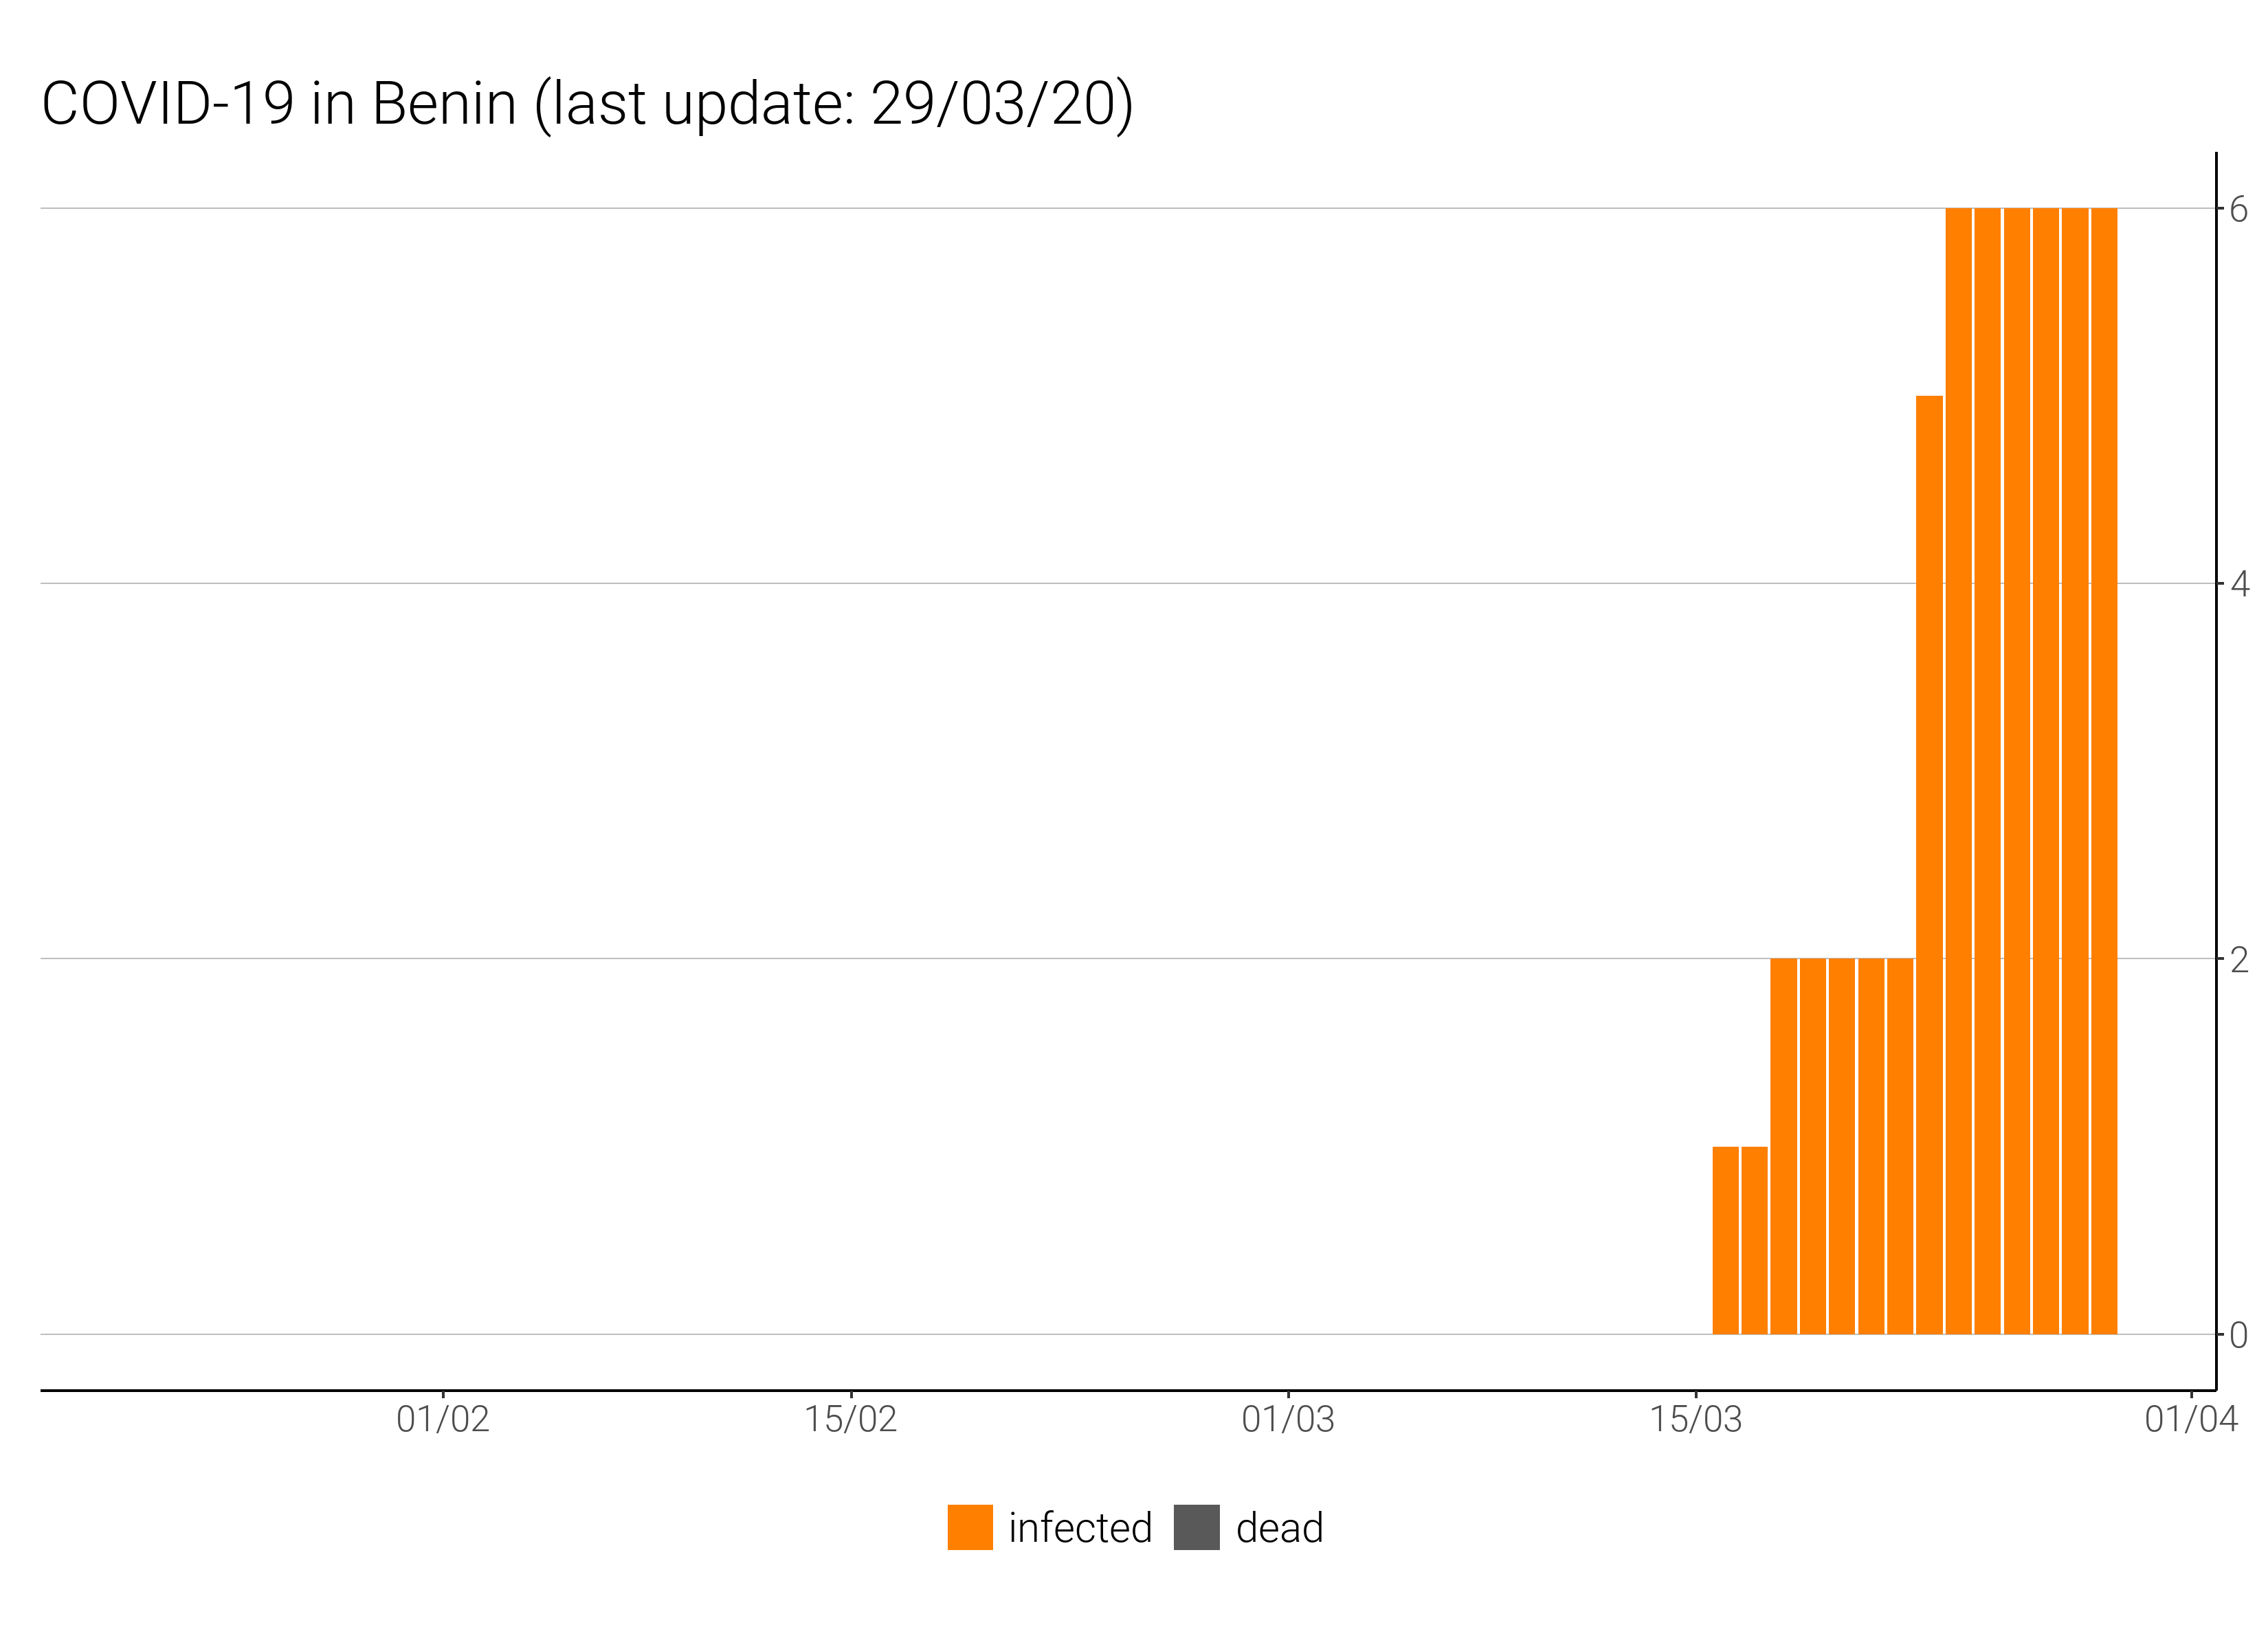 COVID-19 in Benin (last update: 29/03/20)
6
4
2
0
01/02 15/02 01/03 15/03 01/04
infected dead